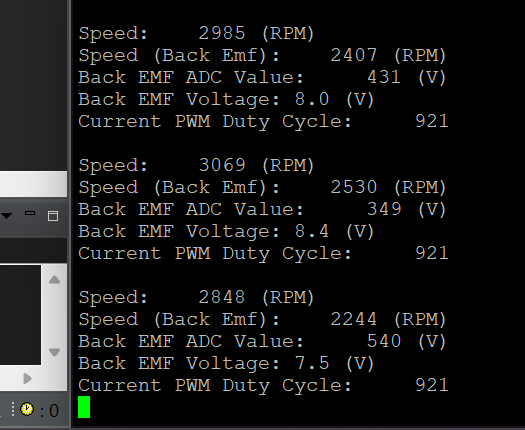 Speed:    2985 (RPM)
Speed (Back Emf):    2407 (RPM)
Back EMF ADC Value:     431 (V)
Back EMF Voltage: 8.0 (V)
Current PWM Duty Cycle:     921
Speed:    3069 (RPM)
Speed (Back Emf):    2530 (RPM)
Back EMF ADC Value:     349 (V)
Back EMF Voltage: 8.4 (V)
Current PWM Duty Cycle:     921
Speed:    2848 (RPM)
Speed (Back Emf):    2244 (RPM)
Back EMF ADC Value:     540 (V)
Back EMF Voltage: 7.5 (V)
Current PWM Duty Cycle:     921
: 0